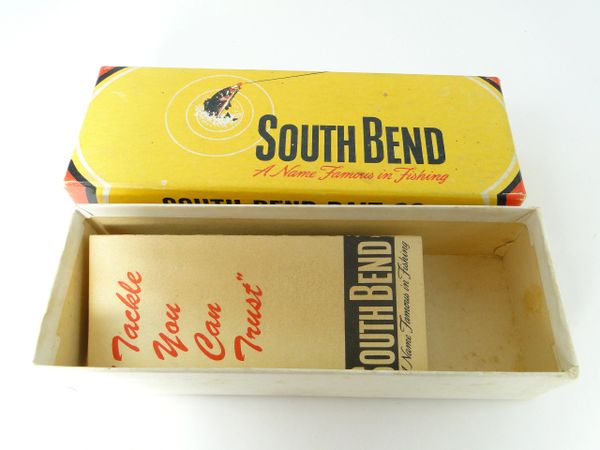 SOUTH BEND
A Name Famous in Fishing
SOUTH BEND BAIT CO.
"Tackle
You
Can
Trust"
SOUTH BEND
A Name Famous in Fishing